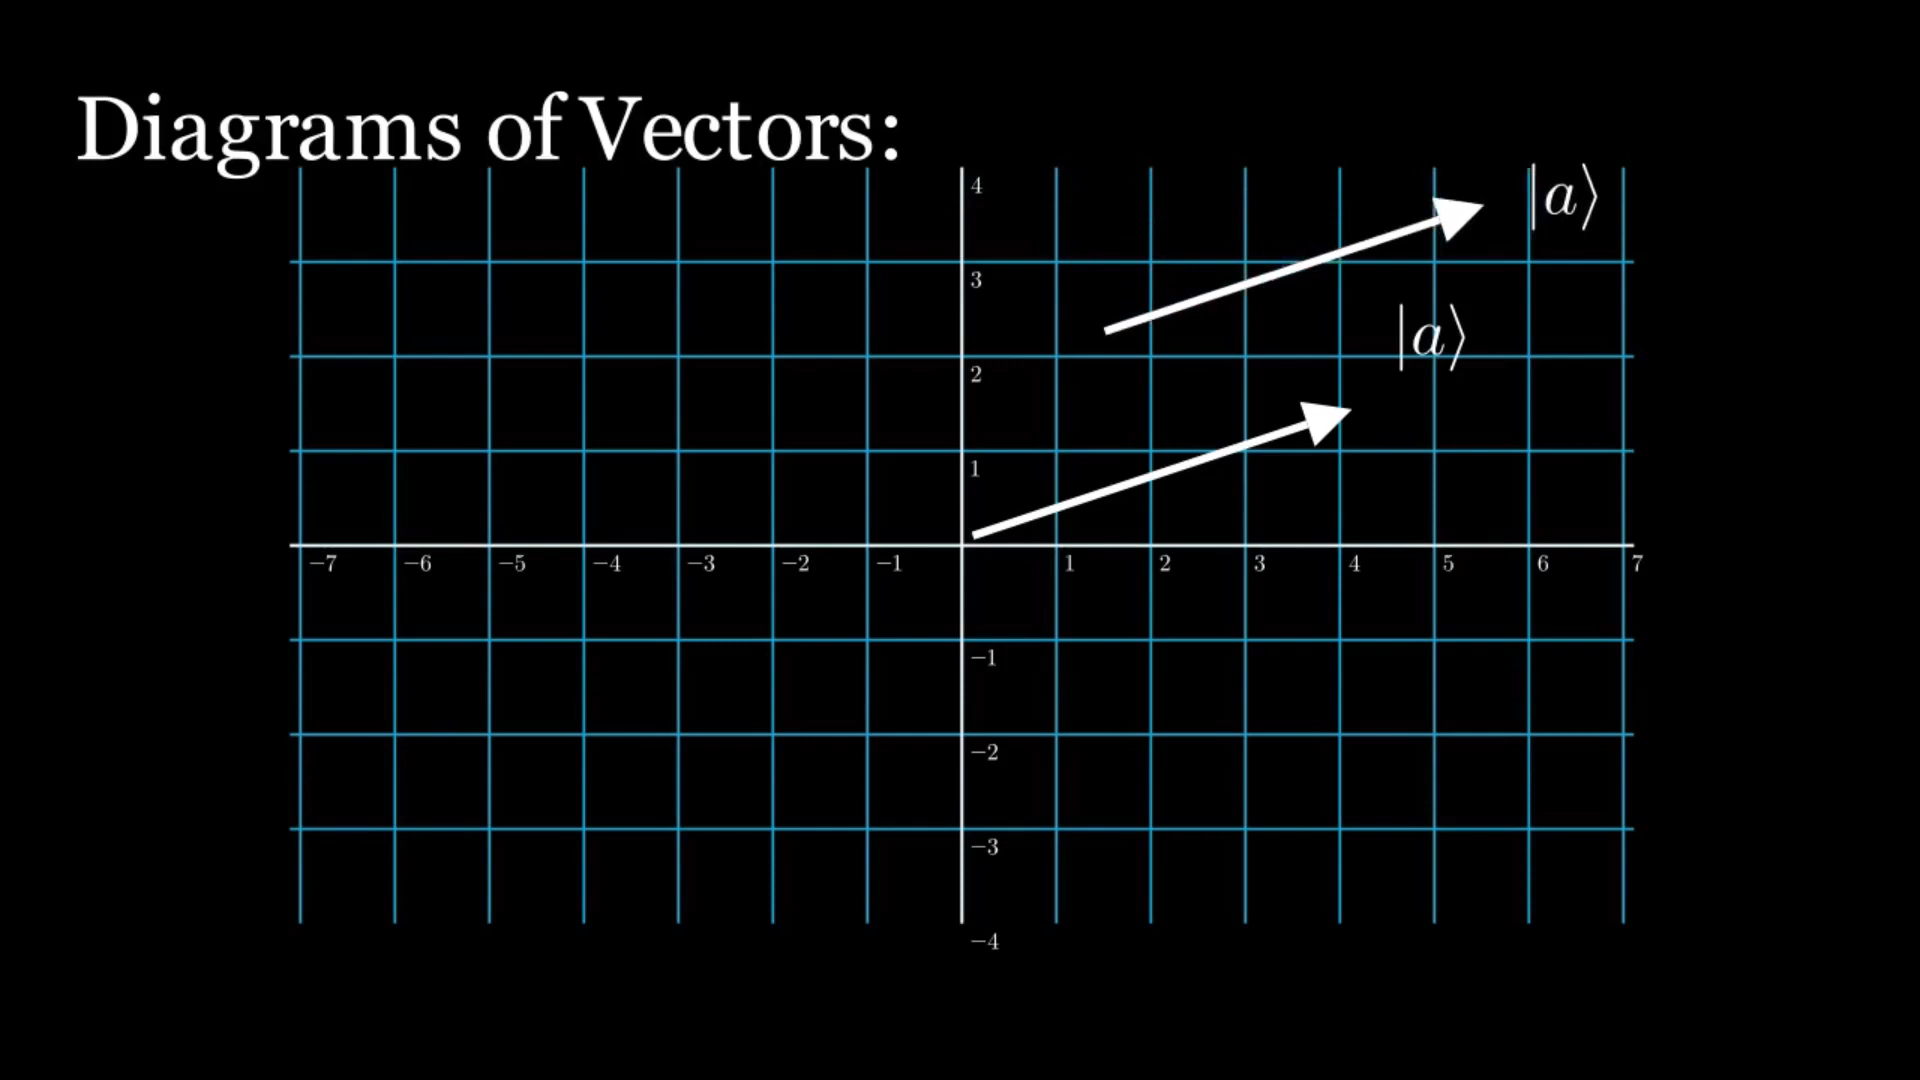 Diagrams of Vectors:
4
|a⟩
3
|a⟩
2
1
−7 −6 −5 −4 −3 −2 −1 1 2 3 4 5 6 7
−1
−2
−3
−4